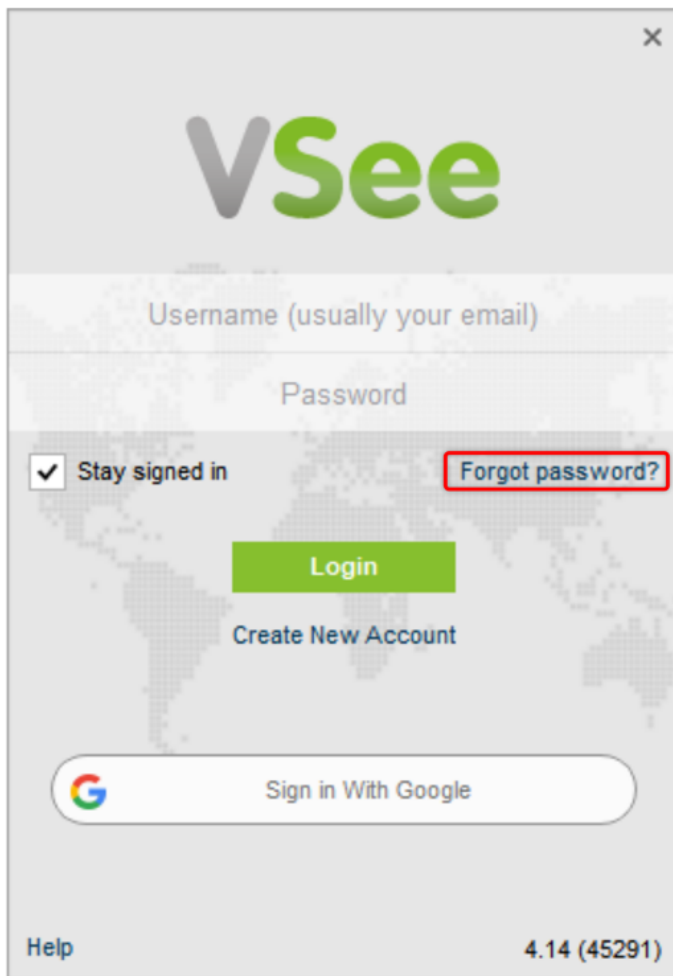 VSee
Username (usually your email)
Password
Stay signed in
Forgot password?
Login
Create New Account
Sign in With Google
Help
4.14 (45291)